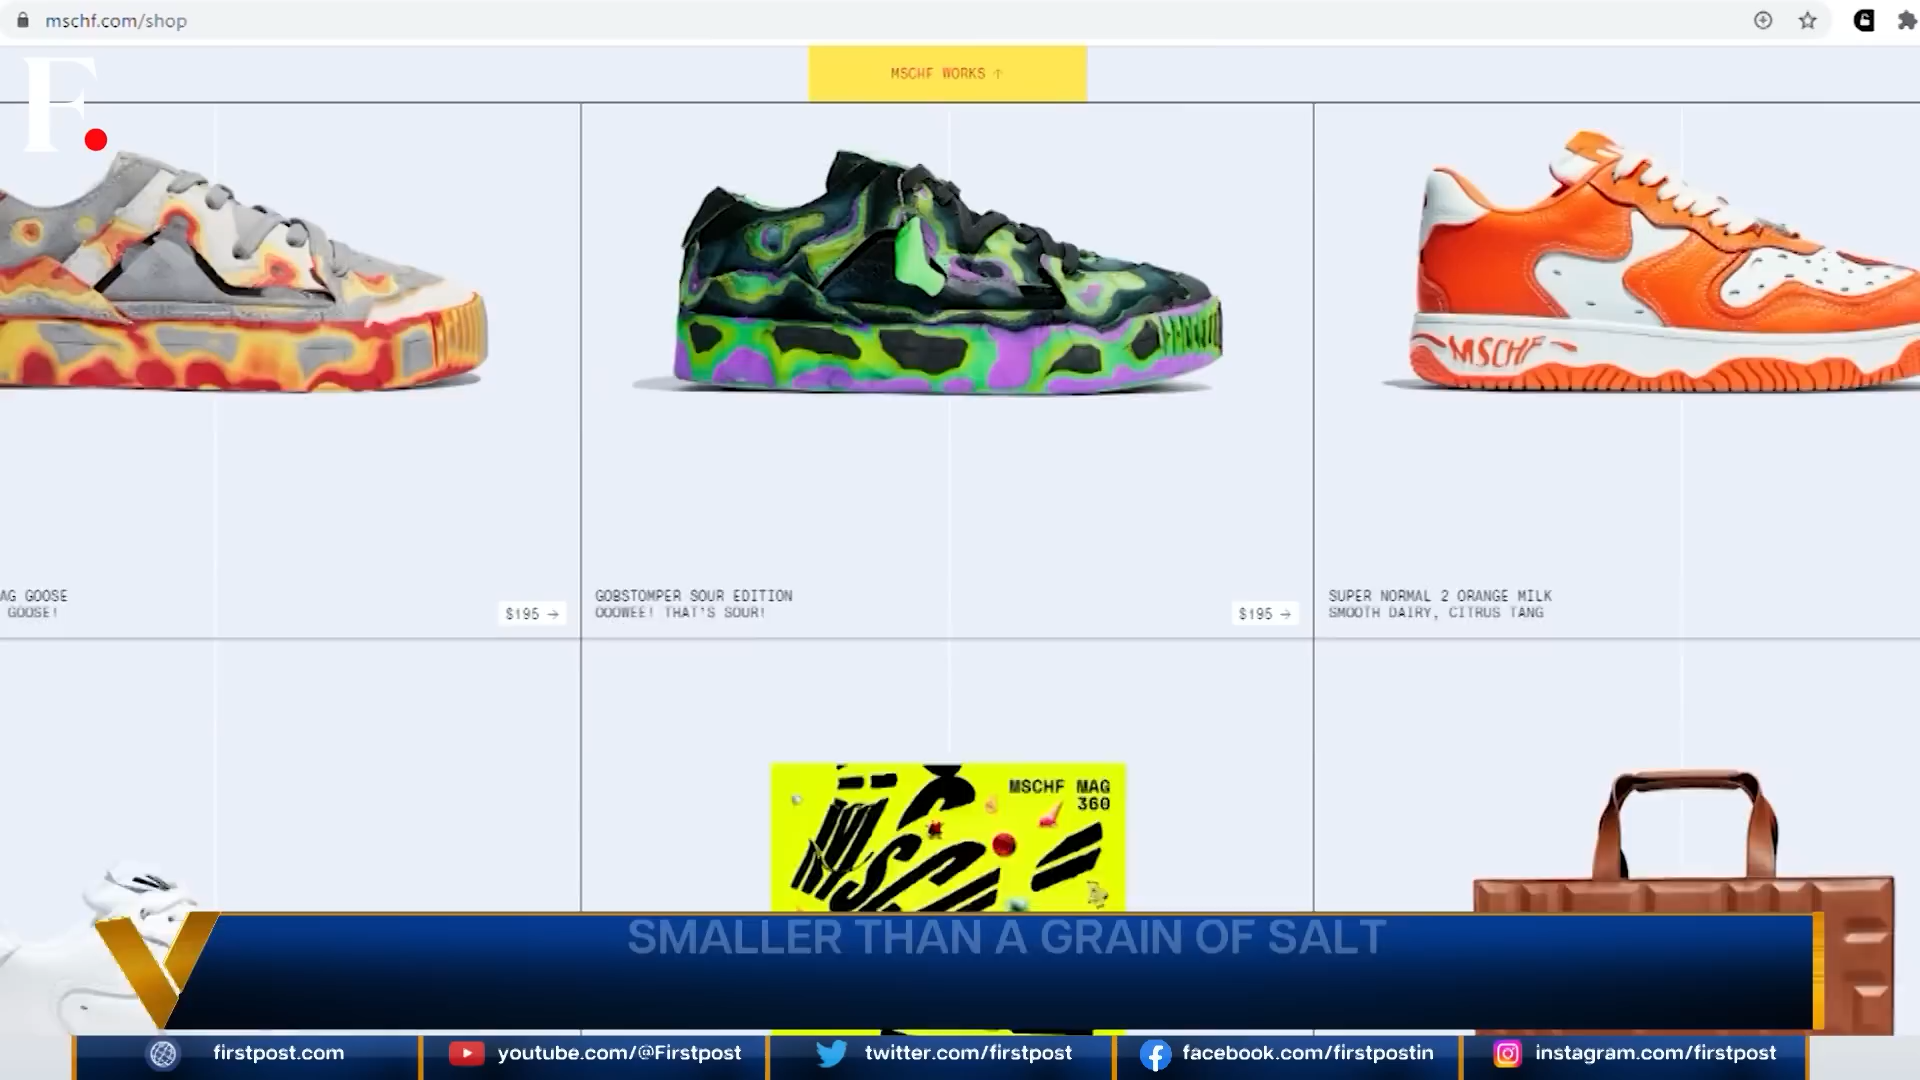 mschf.com/shop
MSCHF WORKS ↑
F.
MSCHF
AG GOOSE
GOOSE!
$195 →
GOBSTOMPER SOUR EDITION
OOOWEE! THAT'S SOUR!
$195 →
SUPER NORMAL 2 ORANGE MILK
SMOOTH DAIRY, CITRUS TANG
MSCHF MAG
360
SMALLER THAN A GRAIN OF SALT
firstpost.com
youtube.com/@Firstpost
twitter.com/firstpost
facebook.com/firstpostin
instagram.com/firstpost